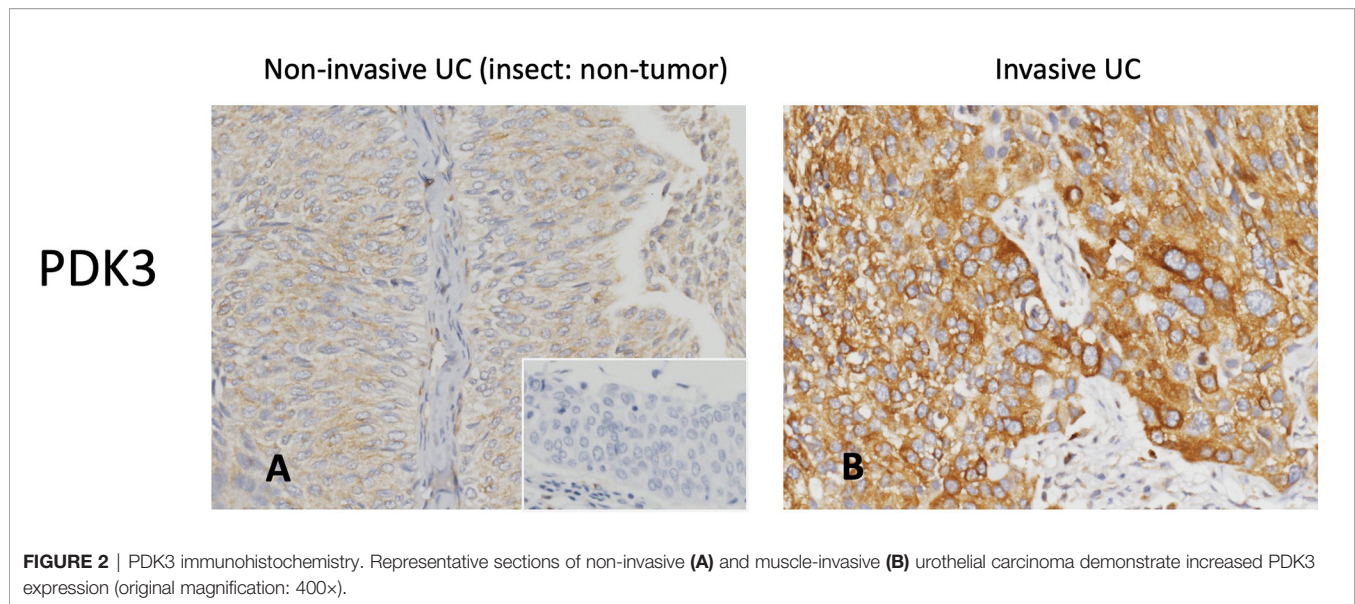 Non-invasive UC (insect: non-tumor)
Invasive UC
PDK3
A
B
FIGURE 2 | PDK3 immunohistochemistry. Representative sections of non-invasive (A) and muscle-invasive (B) urothelial carcinoma demonstrate increased PDK3
expression (original magnification: 400×).